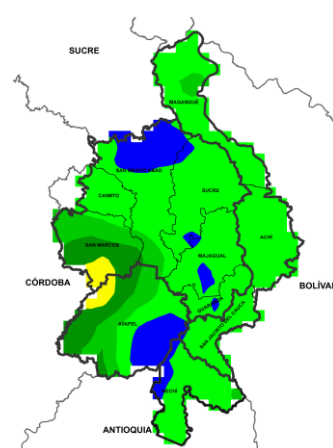 SUCRE
MAGANGUÉ
SAN BENITO ABAD
CAIMITO
SUCRE
SAN MARCOS
ACHÍ
MAJAGUAL
CÓRDOBA
BOLÍVAR
GUARANDA
AYAPEL
SAN JACINTO DEL CAUCA
NECHÍ
ANTIOQUIA